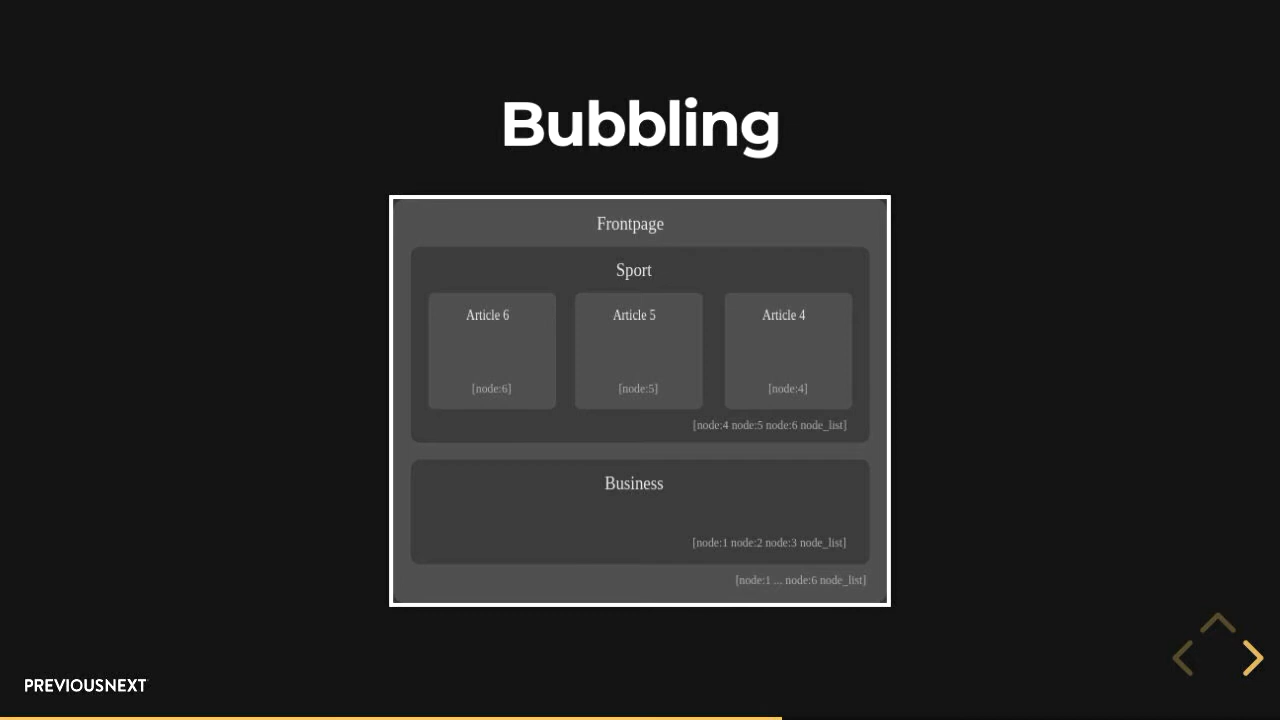 Bubbling
Frontpage
Sport
Article 6
Article 5
Article 4
[node:6]
[node:5]
[node:4]
[node:4 node:5 node:6 node_list]
Business
[node:1 node:2 node:3 node_list]
[node:1 ... node:6 node_list]
PREVIOUSNEXT